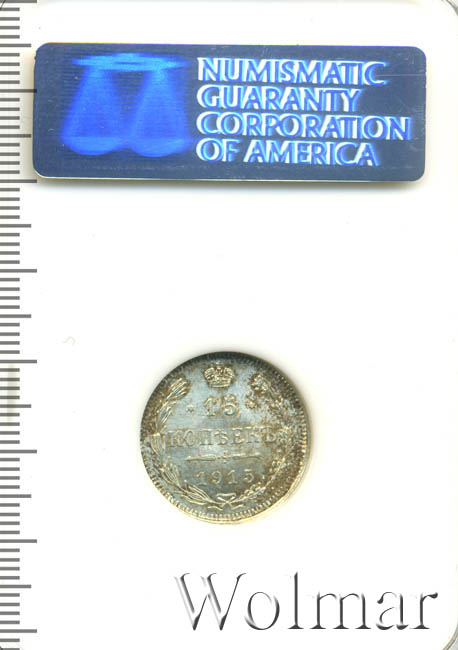 NUMISMATIC
GUARANTY
CORPORATION
OF AMERICA
15
КОПѢЕКЪ
1915
Wolmar